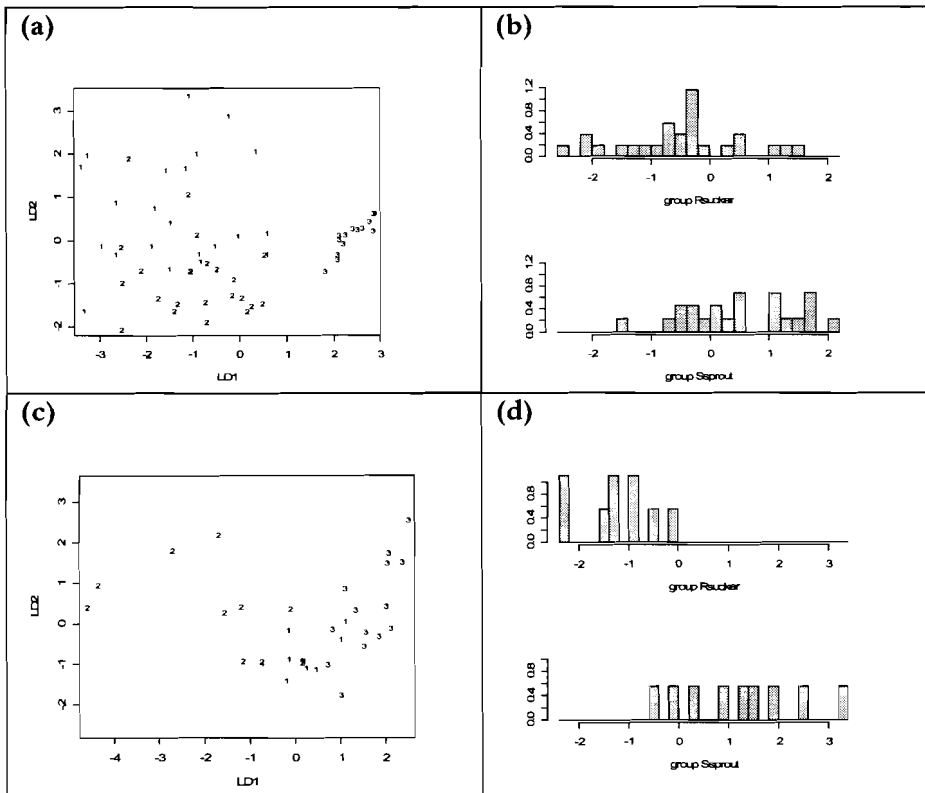 (a)
LD2
3
2
1
0
-1
-2
-3 -2 -1 0 1 2 3
LD1
(b)
0.0 0.4 0.8 1.2
-2 -1 0 1 2
group Rsucker
0.0 0.4 0.8 1.2
-2 -1 0 1 2
group Ssprout
(c)
LD2
3
2
1
0
-1
-2
-4 -3 -2 -1 0 1 2
LD1
(d)
0.0 0.4 0.8
-2 -1 0 1 2 3
group Rsucker
0.0 0.4 0.8
-2 -1 0 1 2 3
group Ssprout